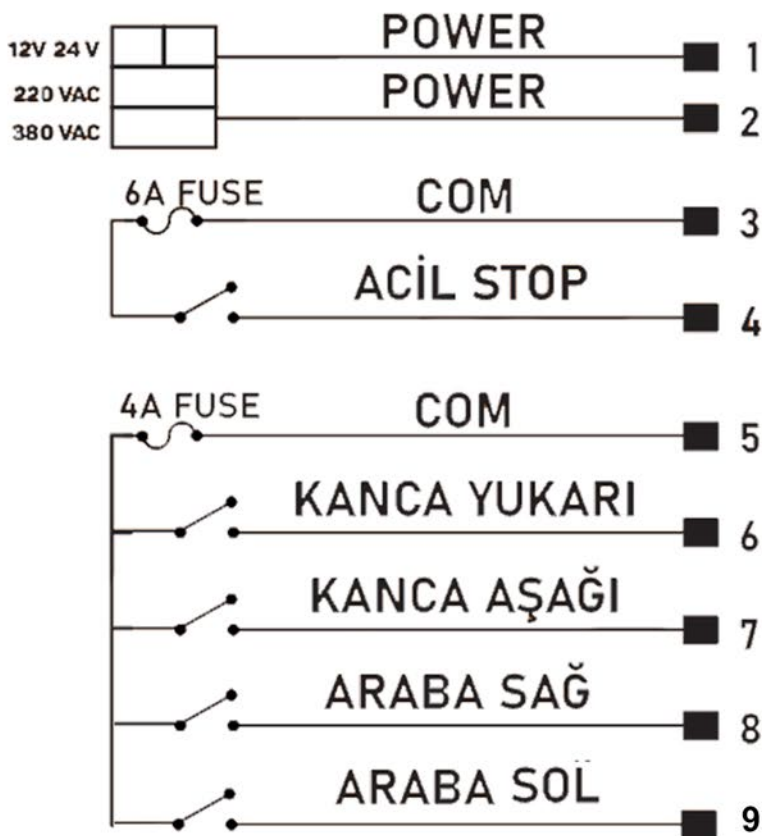 12V 24 V
POWER
1
220 VAC
POWER
2
380 VAC
6A FUSE
COM
3
ACİL STOP
4
4A FUSE
COM
5
KANCA YUKARI
6
KANCA AŞAĞI
7
ARABA SAĞ
8
ARABA SOL
9